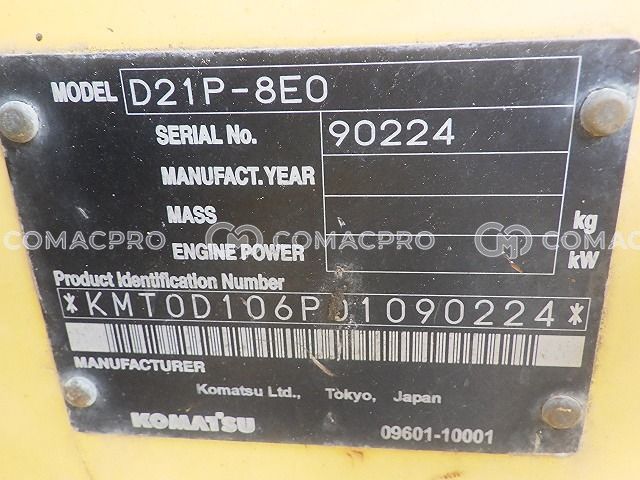 MODEL D21P-8E0
SERIAL No. 90224
MANUFACT.YEAR
MASS kg
COMACPRO COMACPRO COMACPRO
ENGINE POWER kW
Product Identification Number
*KMT0D106PJ1090224*
MANUFACTURER
Komatsu Ltd., Tokyo, Japan
KOMATSU 09601-10001